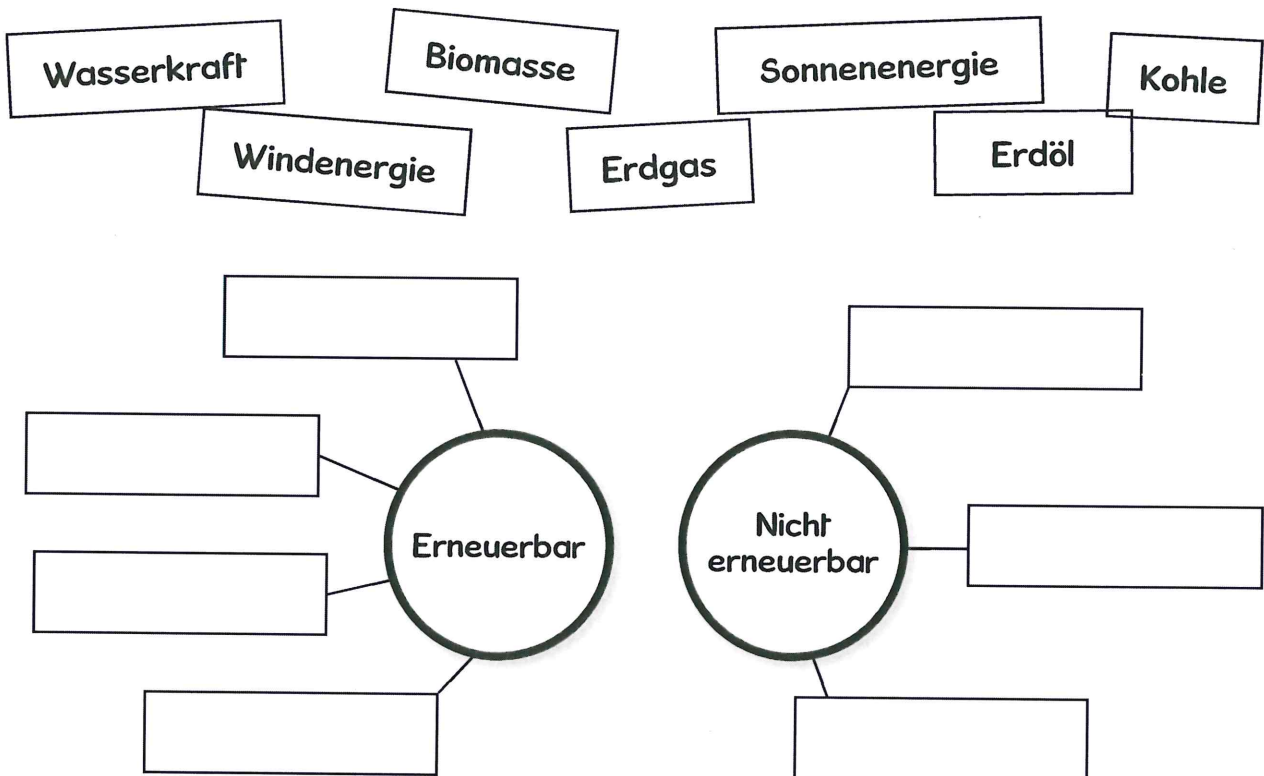 Wasserkraft
Biomasse
Sonnenenergie
Kohle
Windenergie
Erdgas
Erdöl
Erneuerbar
Nicht
erneuerbar